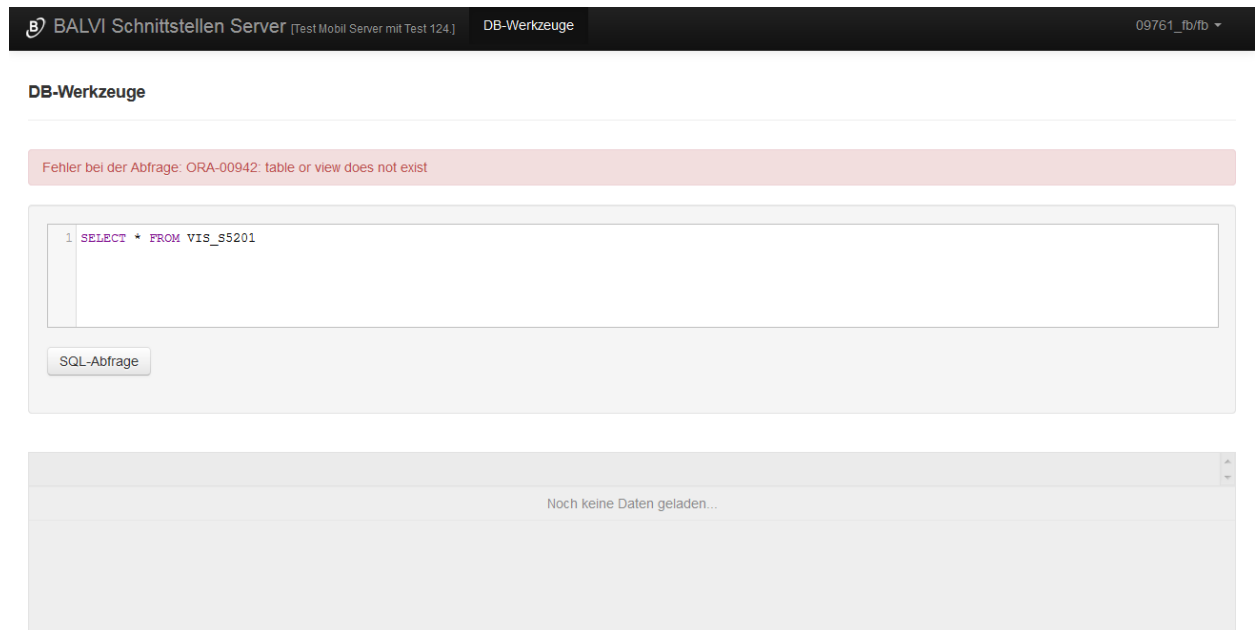 BALVI Schnittstellen Server [Test Mobil Server mit Test 124.] DB-Werkzeuge 09761_fb/fb
DB-Werkzeuge
Fehler bei der Abfrage: ORA-00942: table or view does not exist
1 SELECT * FROM VIS_S5201
SQL-Abfrage
Noch keine Daten geladen...